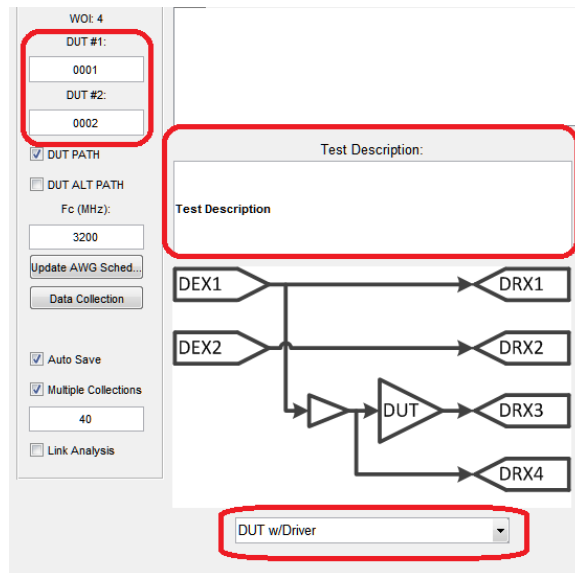 WOI: 4
DUT #1:
0001
DUT #2:
0002
DUT PATH
DUT ALT PATH
Fc (MHz):
3200
Update AWG Sched...
Data Collection
Auto Save
Multiple Collections
40
Link Analysis
Test Description:
Test Description
DEX1
DRX1
DEX2
DRX2
DUT
DRX3
DRX4
DUT w/Driver